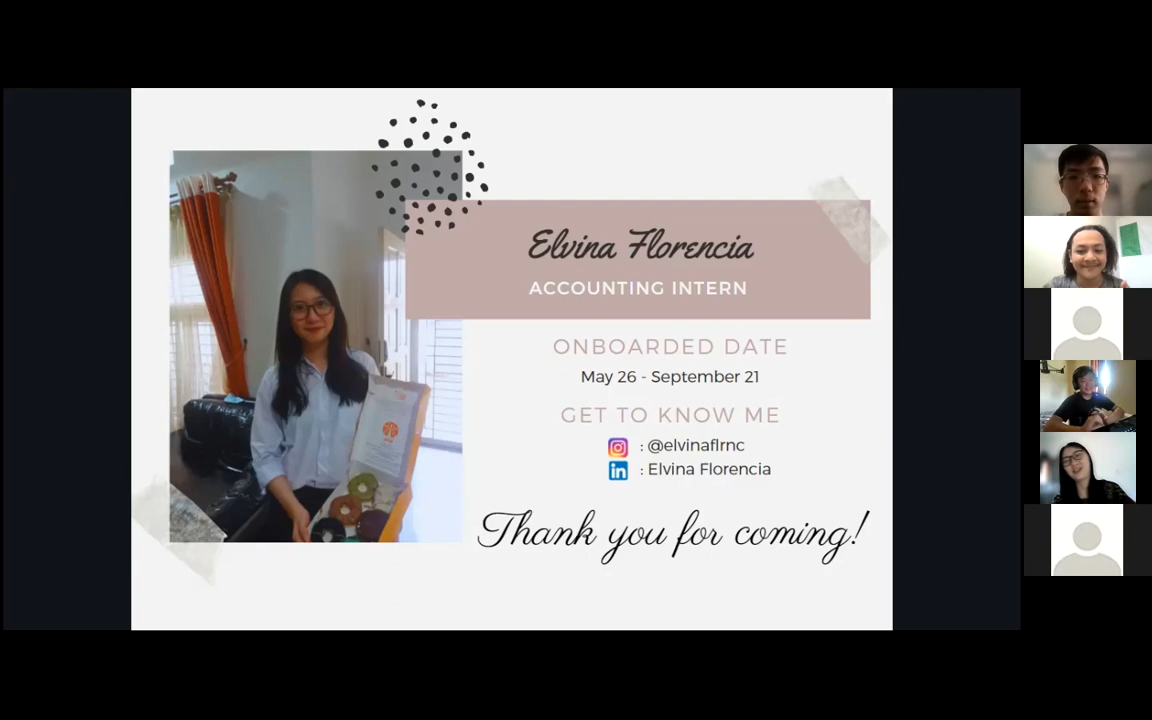 Elvina Florencia
ACCOUNTING INTERN
ONBOARDED DATE
May 26 - September 21
GET TO KNOW ME
: @elvinaflrnc
in : Elvina Florencia
Thank you for coming!